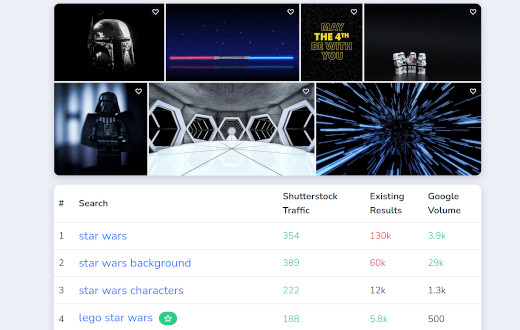 MAY
THE 4TH
BE WITH
YOU
# Search Shutterstock Traffic Existing Results Google Volume
1 star wars 354 130k 3.9k
2 star wars background 389 60k 29k
3 star wars characters 222 12k 1.3k
4 lego star wars 188 5.8k 500